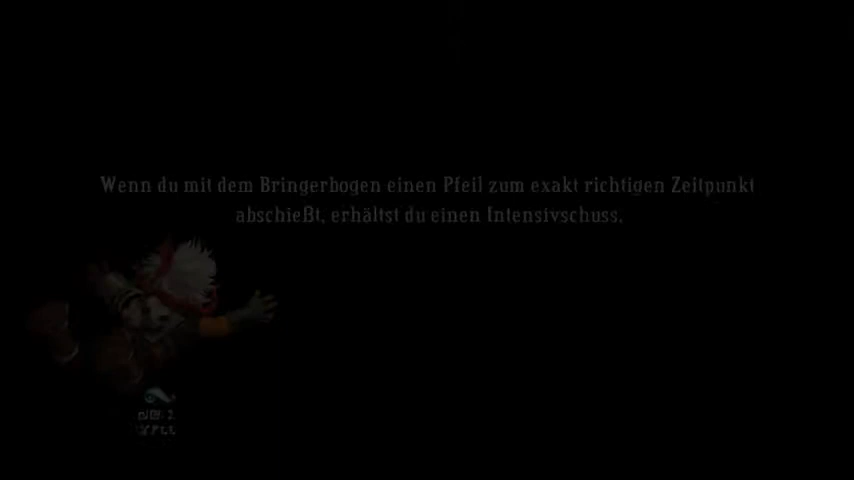 Wenn du mit dem Bringerbogen einen Pfeil zum exakt richtigen Zeitpunkt
abschießt, erhältst du einen Intensivschuss.